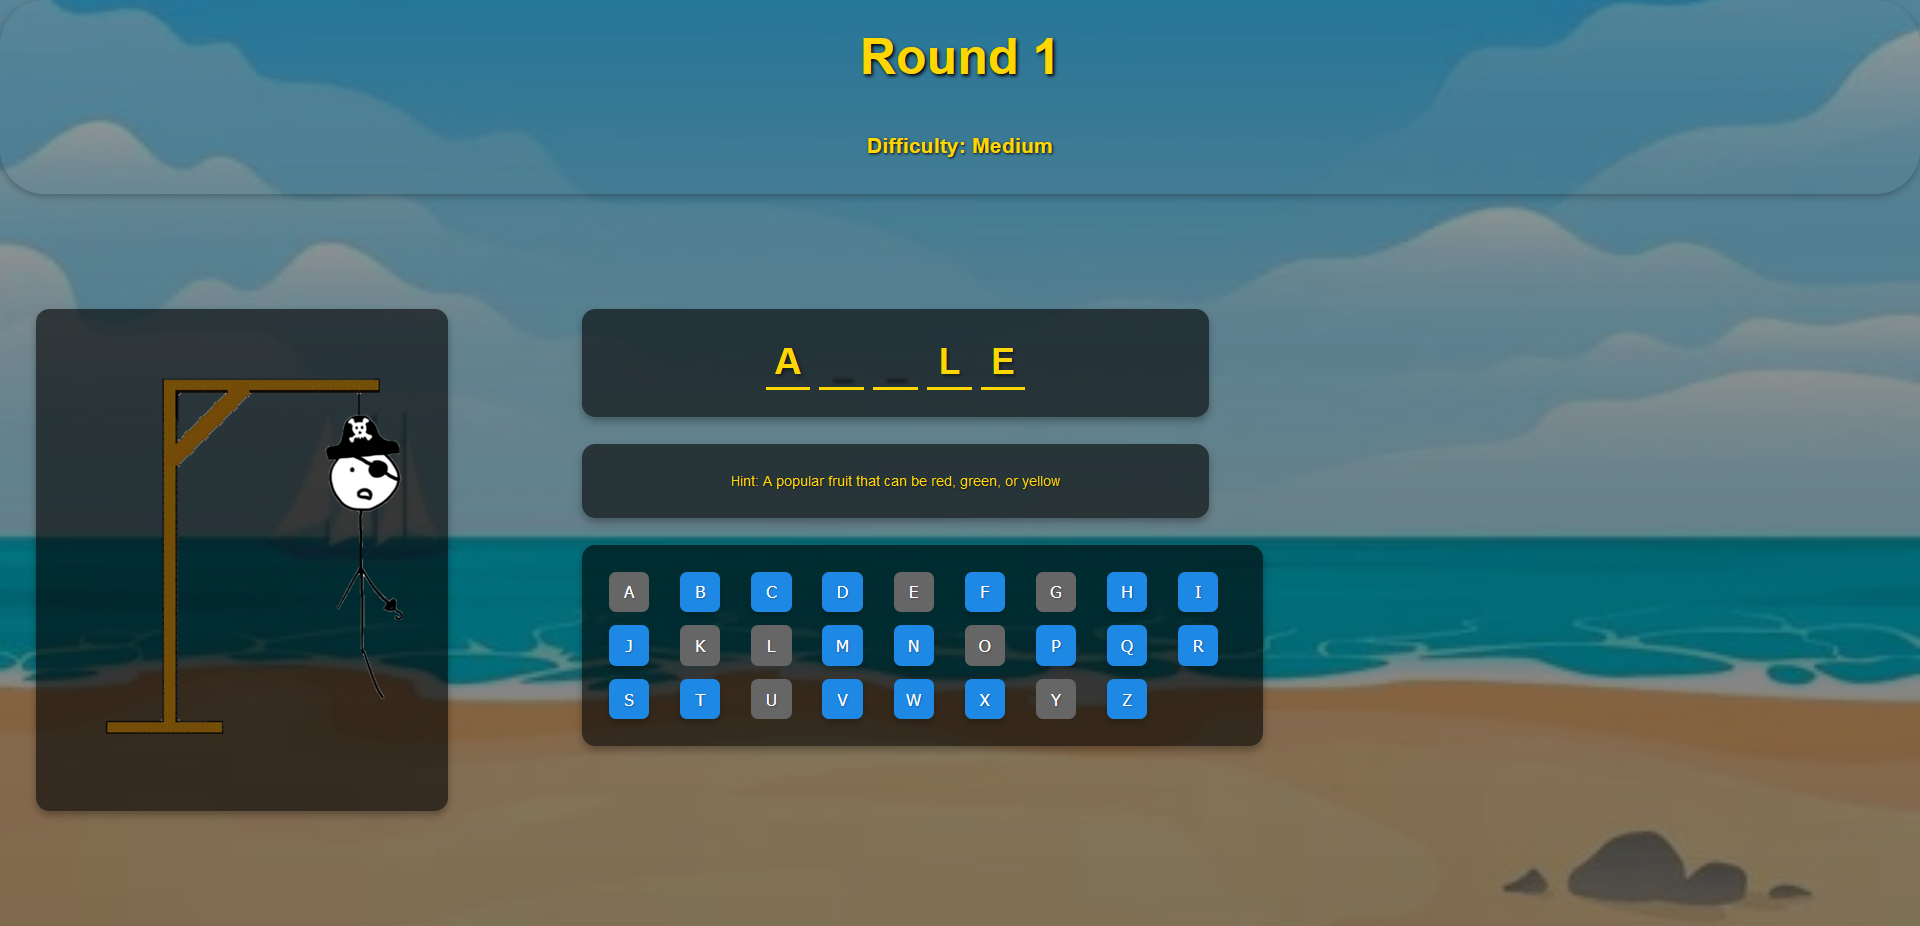 Round 1
Difficulty: Medium
A _ _ L E
Hint: A popular fruit that can be red, green, or yellow
A B C D E F G H I
J K L M N O P Q R
S T U V W X Y Z